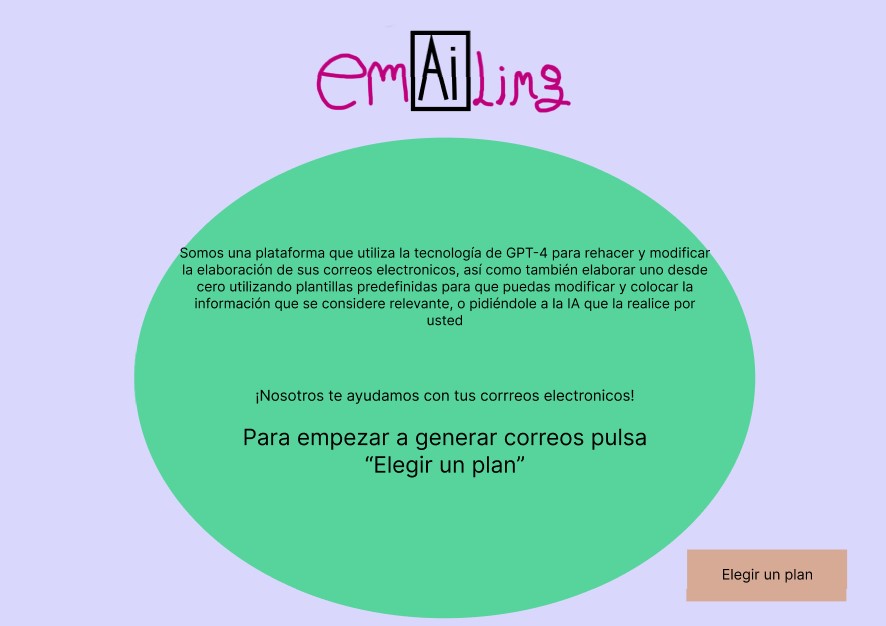 emAiling
Somos una plataforma que utiliza la tecnología de GPT-4 para rehacer y modificar
la elaboración de sus correos electronicos, así como también elaborar uno desde
cero utilizando plantillas predefinidas para que puedas modificar y colocar la
información que se considere relevante, o pidiéndole a la IA que la realice por
usted
¡Nosotros te ayudamos con tus corrreos electronicos!
Para empezar a generar correos pulsa
“Elegir un plan”
Elegir un plan